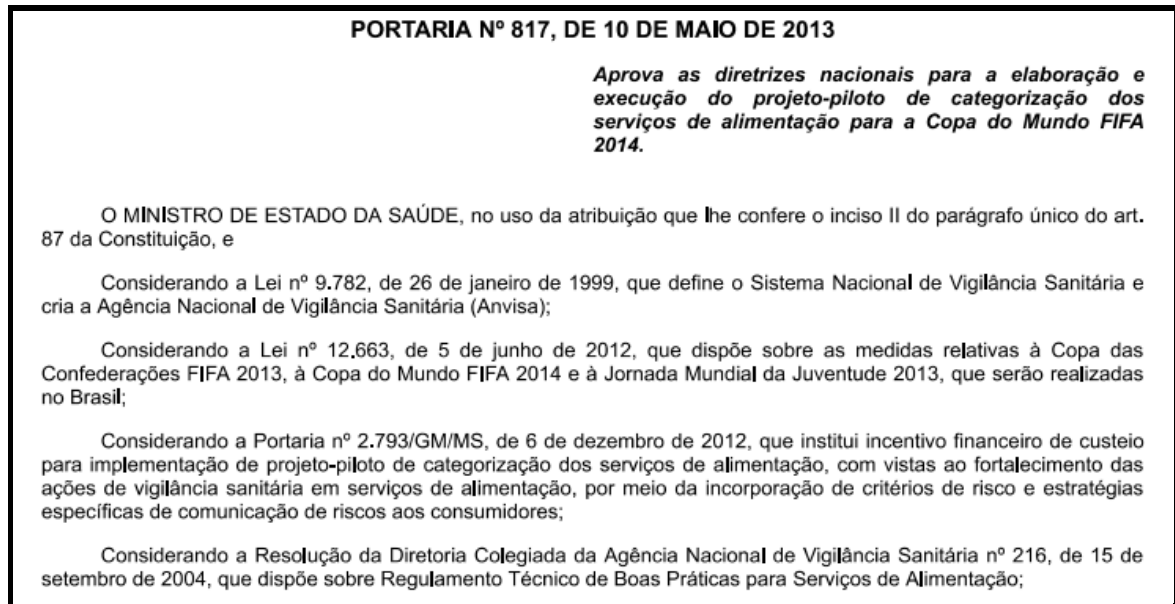 PORTARIA Nº 817, DE 10 DE MAIO DE 2013
Aprova as diretrizes nacionais para a elaboração e
execução do projeto-piloto de categorização dos
serviços de alimentação para a Copa do Mundo FIFA
2014.
O MINISTRO DE ESTADO DA SAÚDE, no uso da atribuição que lhe confere o inciso II do parágrafo único do art.
87 da Constituição, e
Considerando a Lei nº 9.782, de 26 de janeiro de 1999, que define o Sistema Nacional de Vigilância Sanitária e
cria a Agência Nacional de Vigilância Sanitária (Anvisa);
Considerando a Lei nº 12.663, de 5 de junho de 2012, que dispõe sobre as medidas relativas à Copa das
Confederações FIFA 2013, à Copa do Mundo FIFA 2014 e à Jornada Mundial da Juventude 2013, que serão realizadas
no Brasil;
Considerando a Portaria nº 2.793/GM/MS, de 6 de dezembro de 2012, que institui incentivo financeiro de custeio
para implementação de projeto-piloto de categorização dos serviços de alimentação, com vistas ao fortalecimento das
ações de vigilância sanitária em serviços de alimentação, por meio da incorporação de critérios de risco e estratégias
específicas de comunicação de riscos aos consumidores;
Considerando a Resolução da Diretoria Colegiada da Agência Nacional de Vigilância Sanitária nº 216, de 15 de
setembro de 2004, que dispõe sobre Regulamento Técnico de Boas Práticas para Serviços de Alimentação;